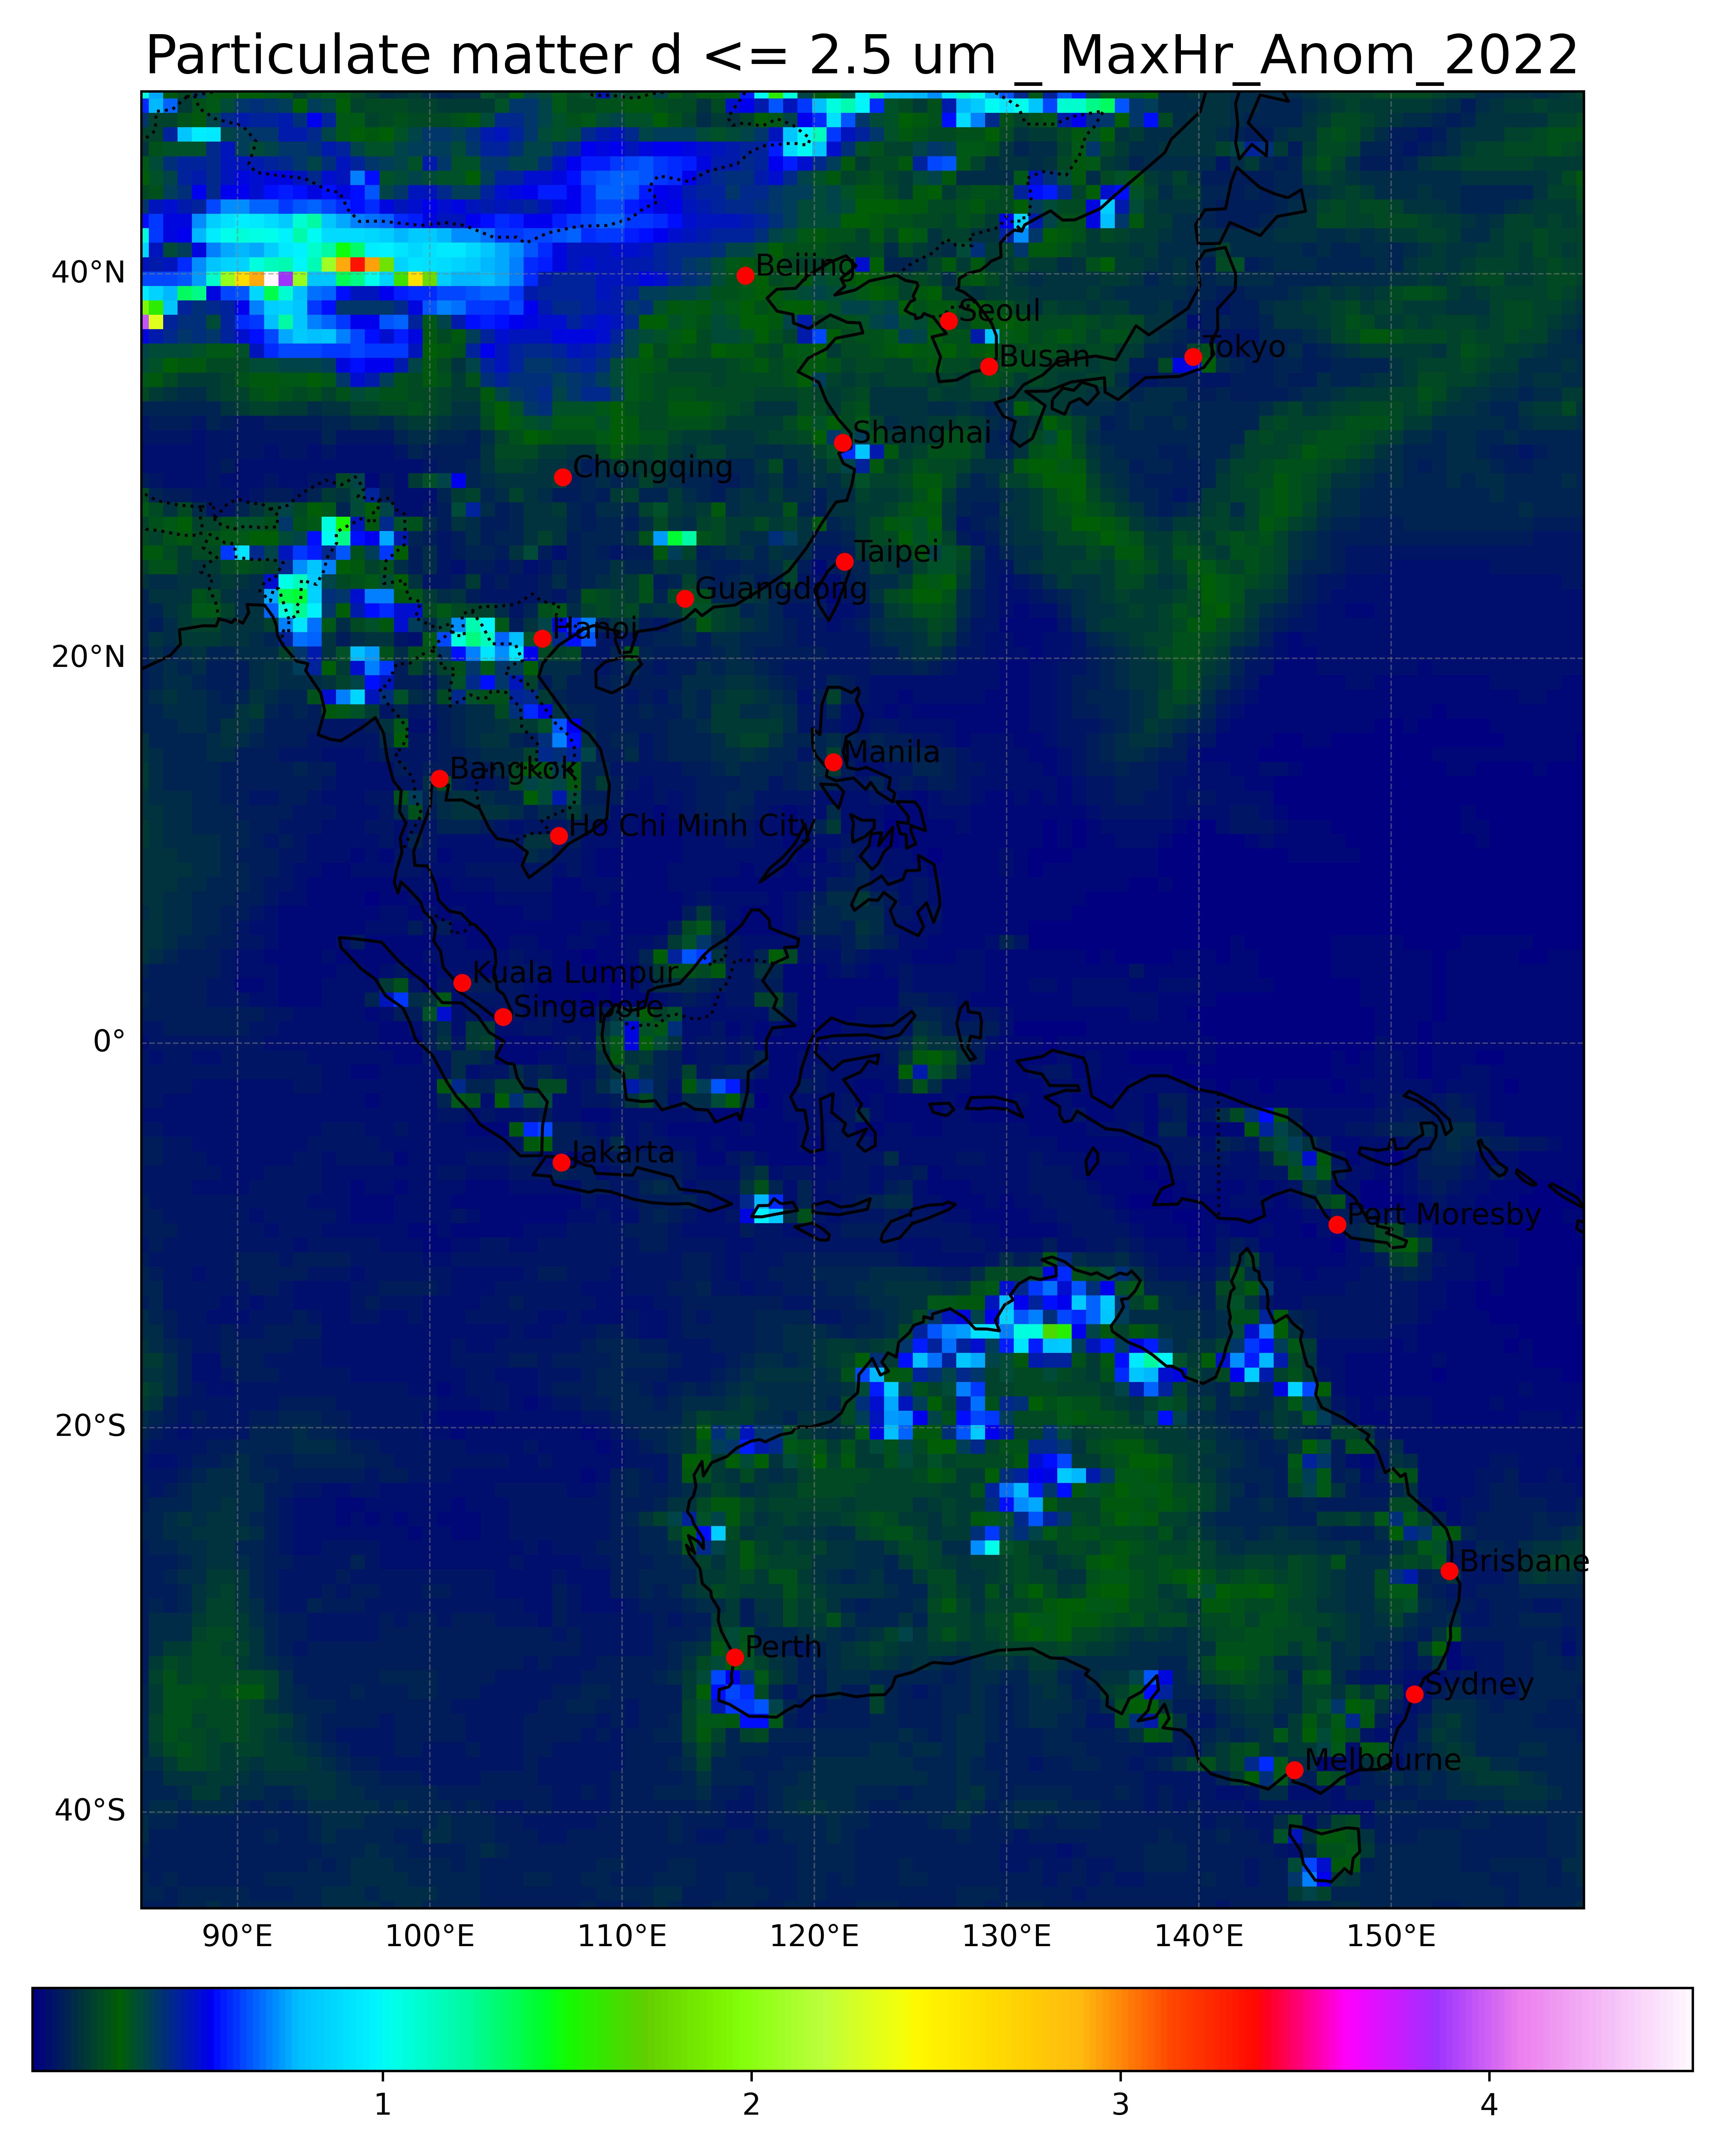 Particulate matter d <= 2.5 um _ MaxHr_Anom_2022
40°N
20°N
0°
20°S
40°S
Beijing
Seoul
Busan
Tokyo
Shanghai
Chongqing
Taipei
Guangdong
Hanoi
Manila
Bangkok
Ho Chi Minh City
Kuala Lumpur
Singapore
Jakarta
Port Moresby
Brisbane
Perth
Sydney
Melbourne
90°E 100°E 110°E 120°E 130°E 140°E 150°E
1 2 3 4